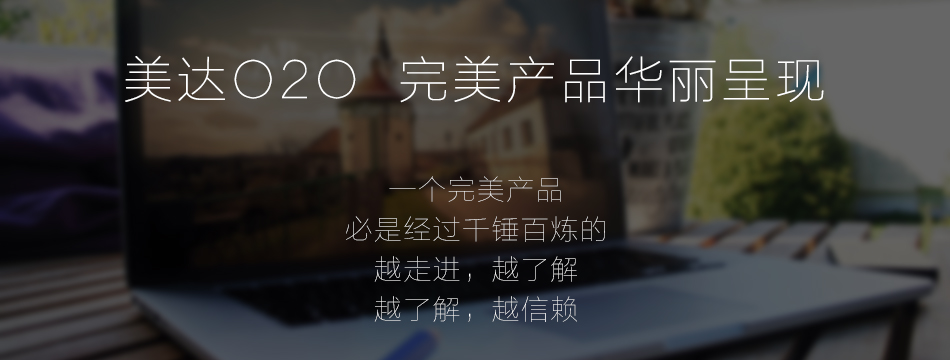 美达O2O 完美产品华丽呈现
一个完美产品
必是经过千锤百炼的
越走进，越了解
越了解，越信赖